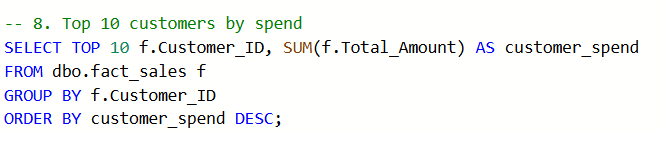 -- 8. Top 10 customers by spend
SELECT TOP 10 f.Customer_ID, SUM(f.Total_Amount) AS customer_spend
FROM dbo.fact_sales f
GROUP BY f.Customer_ID
ORDER BY customer_spend DESC;